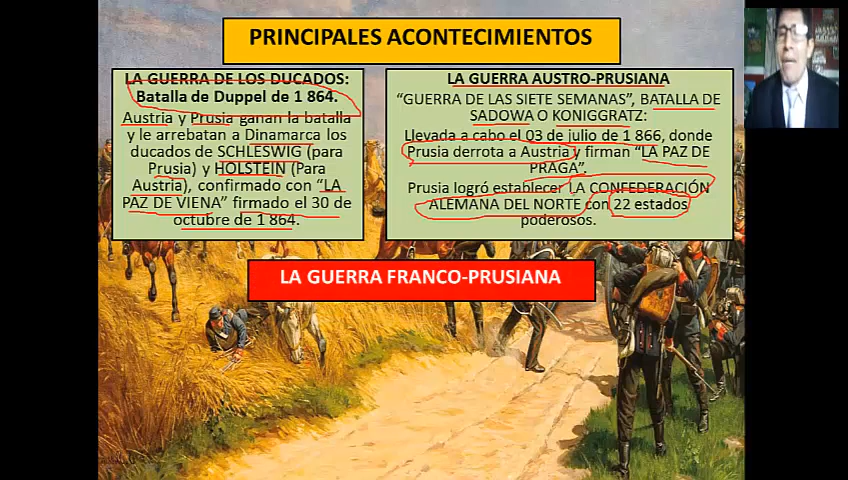 PRINCIPALES ACONTECIMIENTOS
LA GUERRA DE LOS DUCADOS:
Batalla de Duppel de 1 864.
Austria y Prusia ganan la batalla
y le arrebatan a Dinamarca los
ducados de SCHLESWIG (para
Prusia) y HOLSTEIN (Para
Austria), confirmado con “LA
PAZ DE VIENA” firmado el 30 de
octubre de 1 864.
LA GUERRA AUSTRO-PRUSIANA
“GUERRA DE LAS SIETE SEMANAS”, BATALLA DE
SADOWA O KONIGGRATZ:
Llevada a cabo el 03 de julio de 1 866, donde
Prusia derrota a Austria y firman “LA PAZ DE
PRAGA”.
Prusia logró establecer LA CONFEDERACIÓN
ALEMANA DEL NORTE con 22 estados
poderosos.
LA GUERRA FRANCO-PRUSIANA